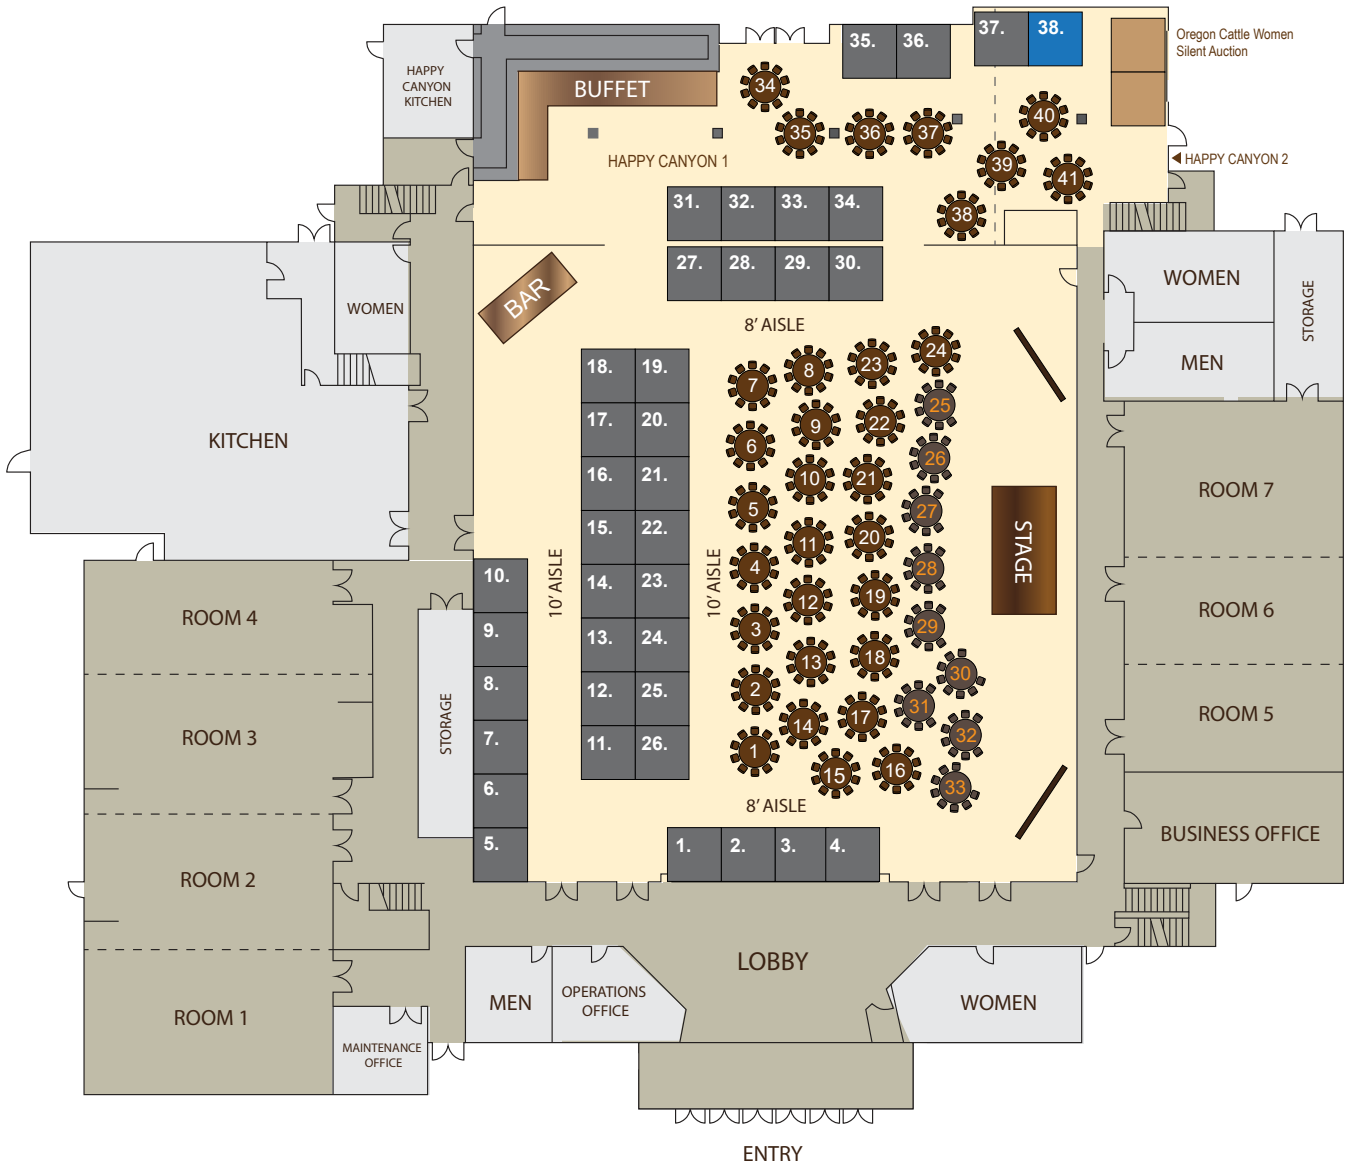 35.
36.
37.
38.
Oregon Cattle Women
Silent Auction
HAPPY
CANYON
KITCHEN
BUFFET
34
35
36
37
40
39
41
38
HAPPY CANYON 1
HAPPY CANYON 2
31.
32.
33.
34.
27.
28.
29.
30.
BAR
8' AISLE
WOMEN
WOMEN
MEN
STORAGE
KITCHEN
18.
19.
17.
20.
16.
21.
15.
22.
14.
23.
13.
24.
12.
25.
11.
26.
10' AISLE
10' AISLE
7
8
23
24
25
6
9
22
26
5
10
21
27
4
11
20
28
3
12
19
29
2
13
18
30
1
14
17
31
32
15
16
33
STAGE
10.
9.
8.
7.
6.
5.
STORAGE
8' AISLE
1.
2.
3.
4.
ROOM 4
ROOM 3
ROOM 2
ROOM 1
ROOM 7
ROOM 6
ROOM 5
BUSINESS OFFICE
LOBBY
MEN
OPERATIONS
OFFICE
WOMEN
MAINTENANCE
OFFICE
ENTRY